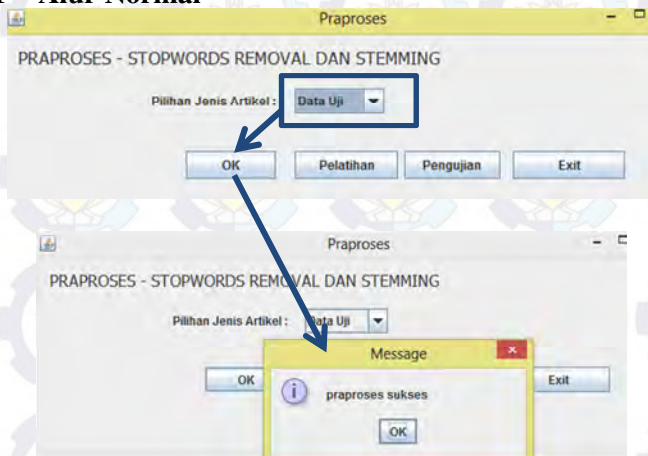 Alur Normal
Praproses
PRAPROSES - STOPWORDS REMOVAL DAN STEMMING
Pilihan Jenis Artikel : Data Uji
OK Pelatihan Pengujian Exit
Praproses
PRAPROSES - STOPWORDS REMOVAL DAN STEMMING
Pilihan Jenis Artikel : Data Uji
Message
OK Exit
praproses sukses
OK